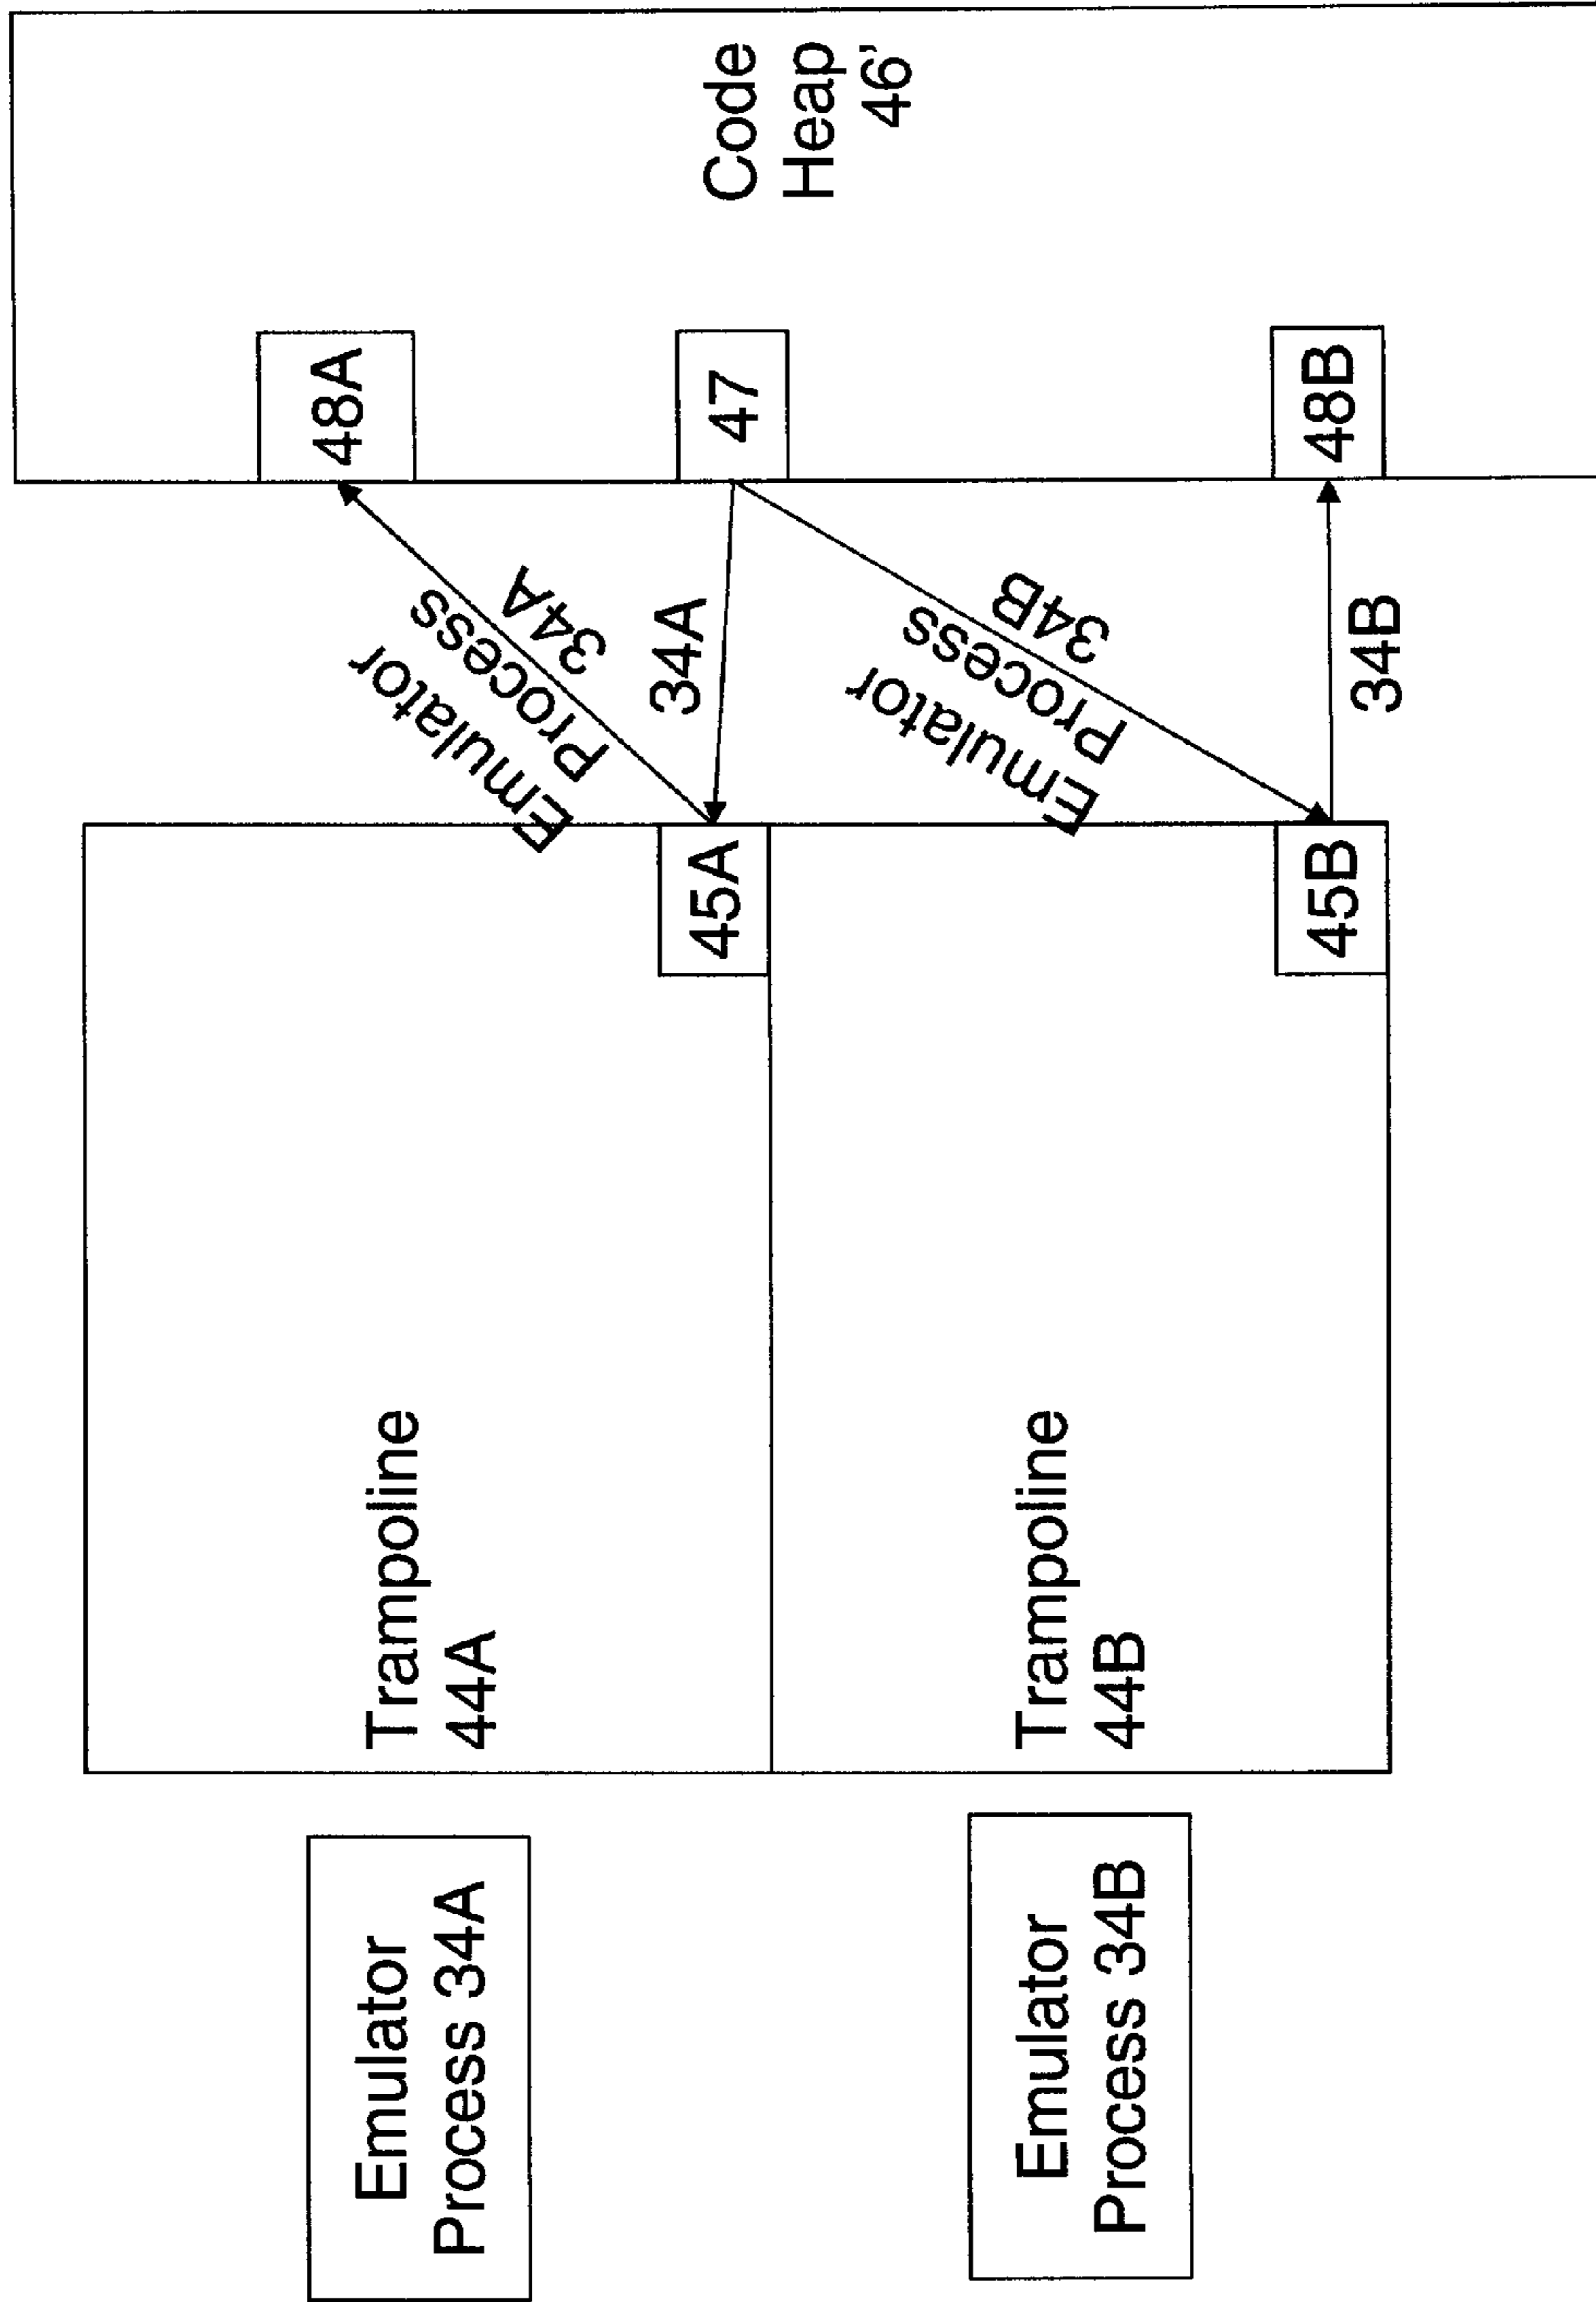 Emulator
Process 34A
Trampoline
44A
Emulator
Process
34A
48A
45A
34A
47
Code
Heap
46'
Emulator
Process
34B
Emulator
Process 34B
Trampoline
44B
45B
34B
48B